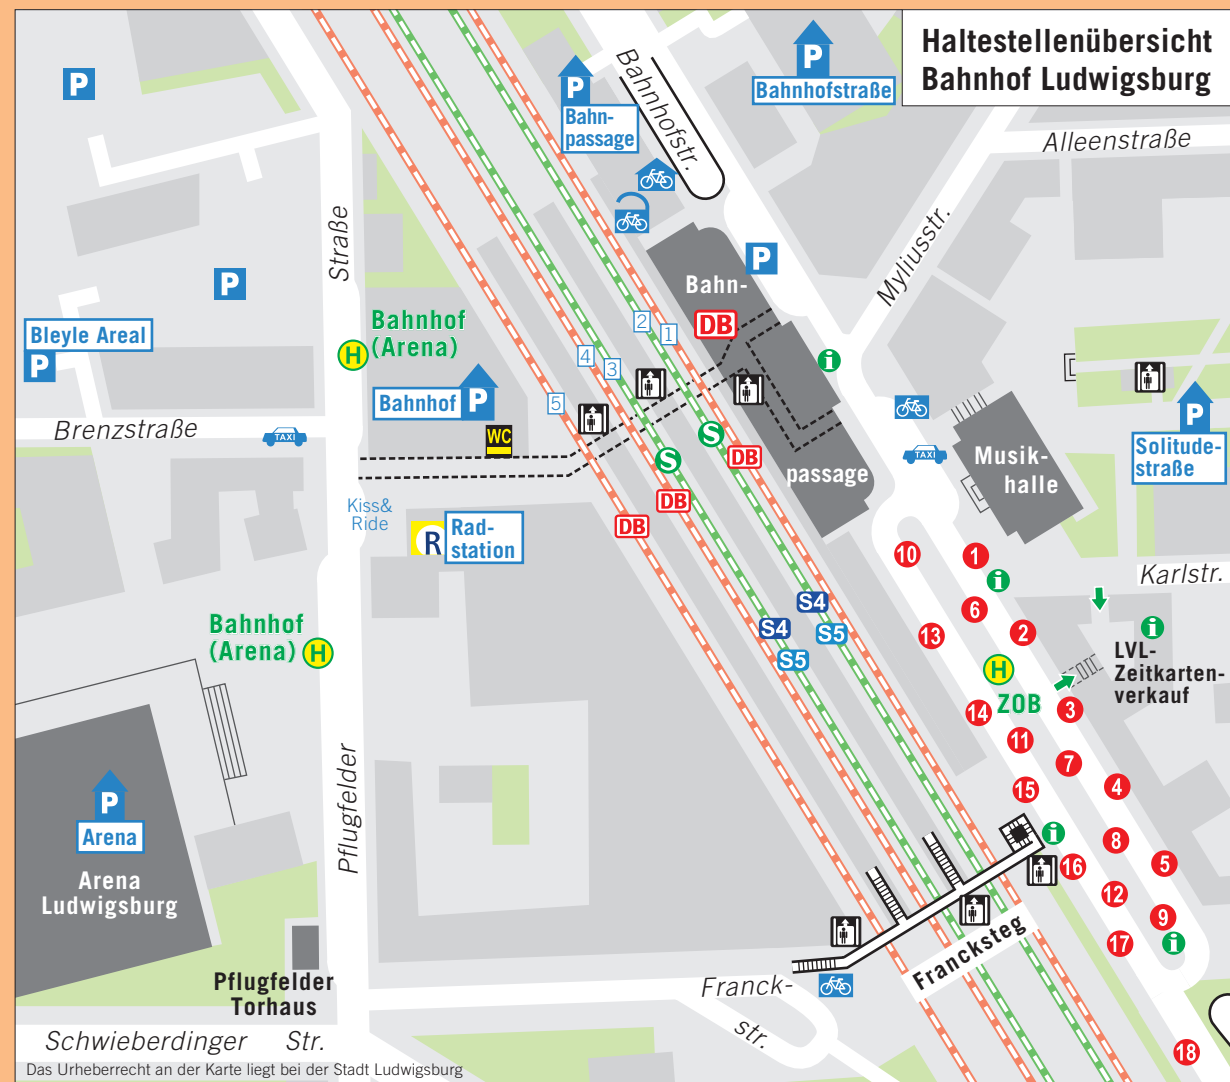 Haltestellenübersicht
Bahnhof Ludwigsburg
P
P
Bahnhofstraße
P
Bahn-
passage
Bahnhofstr.
Alleenstraße
Myliusstr.
Straße
P
Bleyle Areal
P
Bahnhof
(Arena)
H
Bahnhof
P
Brenzstraße
TAXI
WC
Kiss&
Ride
R
Rad-
station
Bahn-
DB
P
passage
i
2
1
4
3
5
S
S
DB
DB
DB
TAXI
Musik-
halle
P
Solitude-
straße
Karlstr.
10
1
i
6
2
13
H
ZOB
i
LVL-
Zeitkarten-
verkauf
14
3
11
7
15
4
i
8
16
5
12
9
17
i
18
S4
S4
S5
S5
Bahnhof
(Arena)
H
Pflugfelder
P
Arena
Arena
Ludwigsburg
Pflugfelder
Torhaus
Francksteg
Franck-
str.
Schwieberdinger Str.
Das Urheberrecht an der Karte liegt bei der Stadt Ludwigsburg